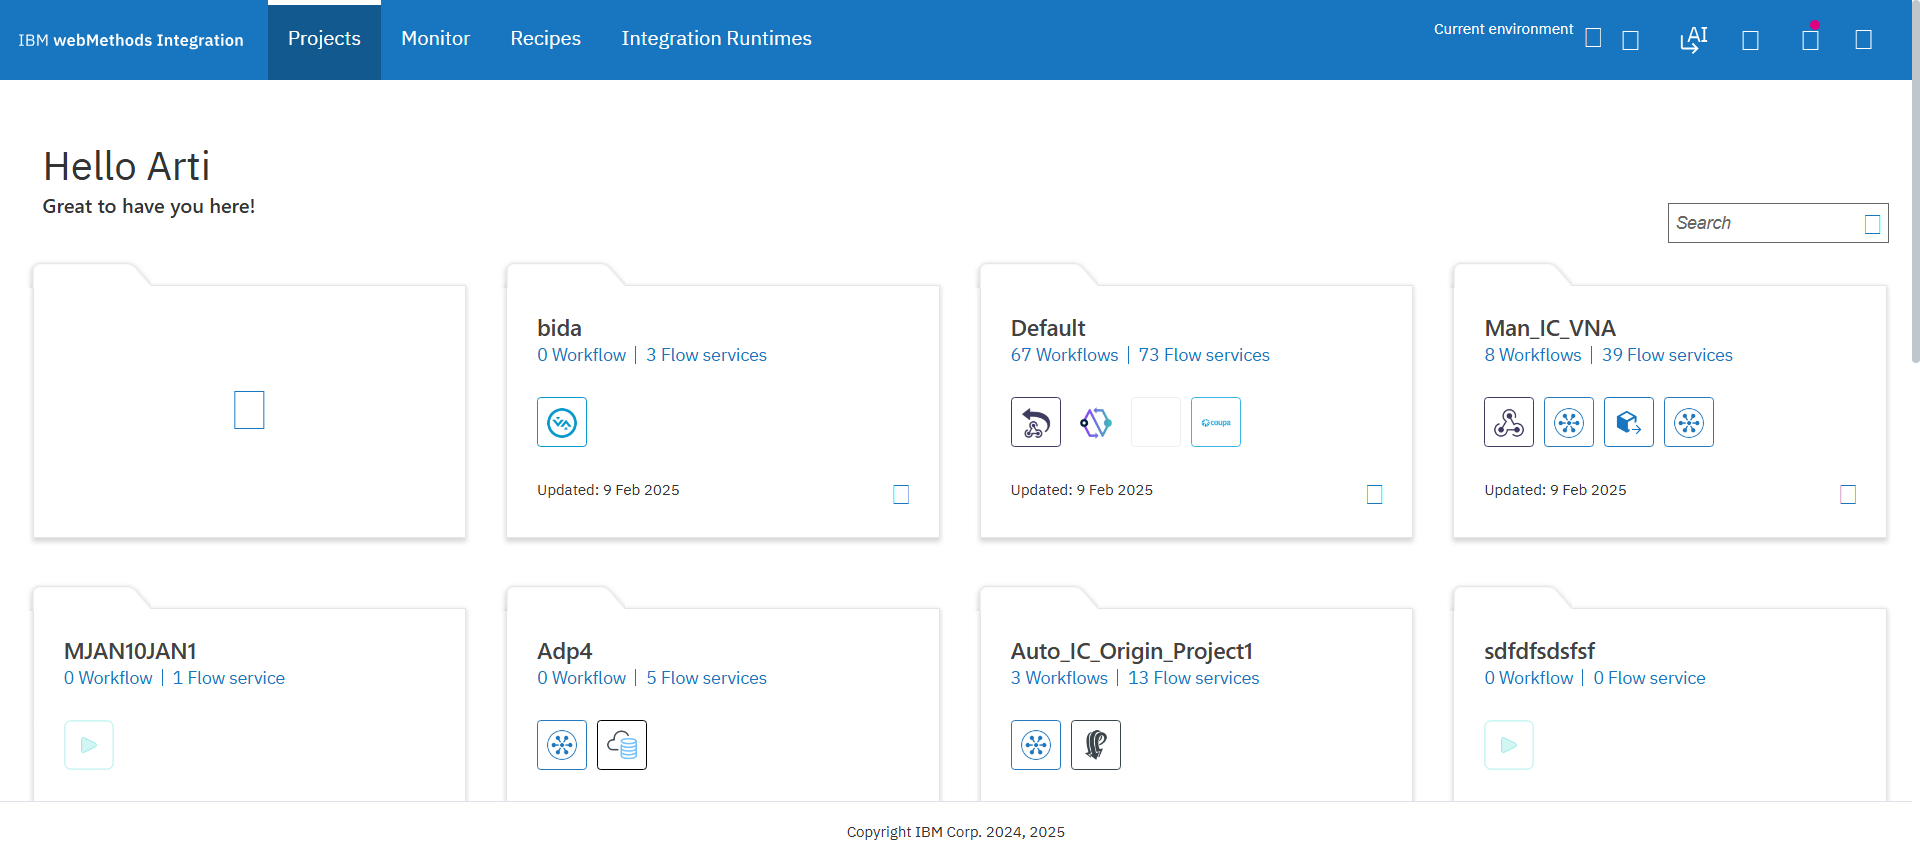 IBM webMethods Integration
Projects
Monitor
Recipes
Integration Runtimes
Current environment
AI
Hello Arti
Great to have you here!
Search
bida
0 Workflow | 3 Flow services
coupa
Updated: 9 Feb 2025
Default
67 Workflows | 73 Flow services
Updated: 9 Feb 2025
Man_IC_VNA
8 Workflows | 39 Flow services
Updated: 9 Feb 2025
MJAN10JAN1
0 Workflow | 1 Flow service
Adp4
0 Workflow | 5 Flow services
Auto_IC_Origin_Project1
3 Workflows | 13 Flow services
sdfdfsdsfsf
0 Workflow | 0 Flow service
Copyright IBM Corp. 2024, 2025